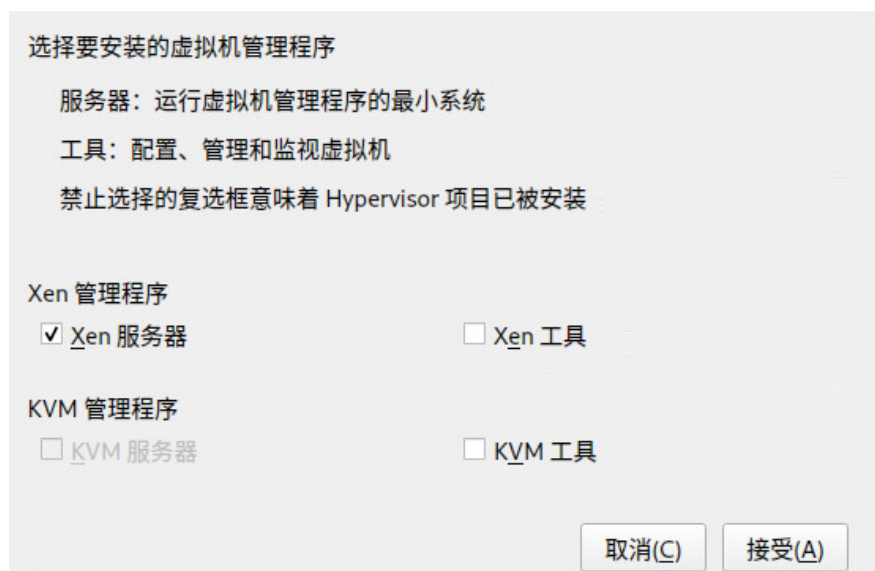 选择要安装的虚拟机管理程序
服务器：运行虚拟机管理程序的最小系统
工具：配置、管理和监视虚拟机
禁止选择的复选框意味着 Hypervisor 项目已被安装
Xen 管理程序
Xen 服务器 Xen 工具
KVM 管理程序
KVM 服务器 KVM 工具
取消(C) 接受(A)